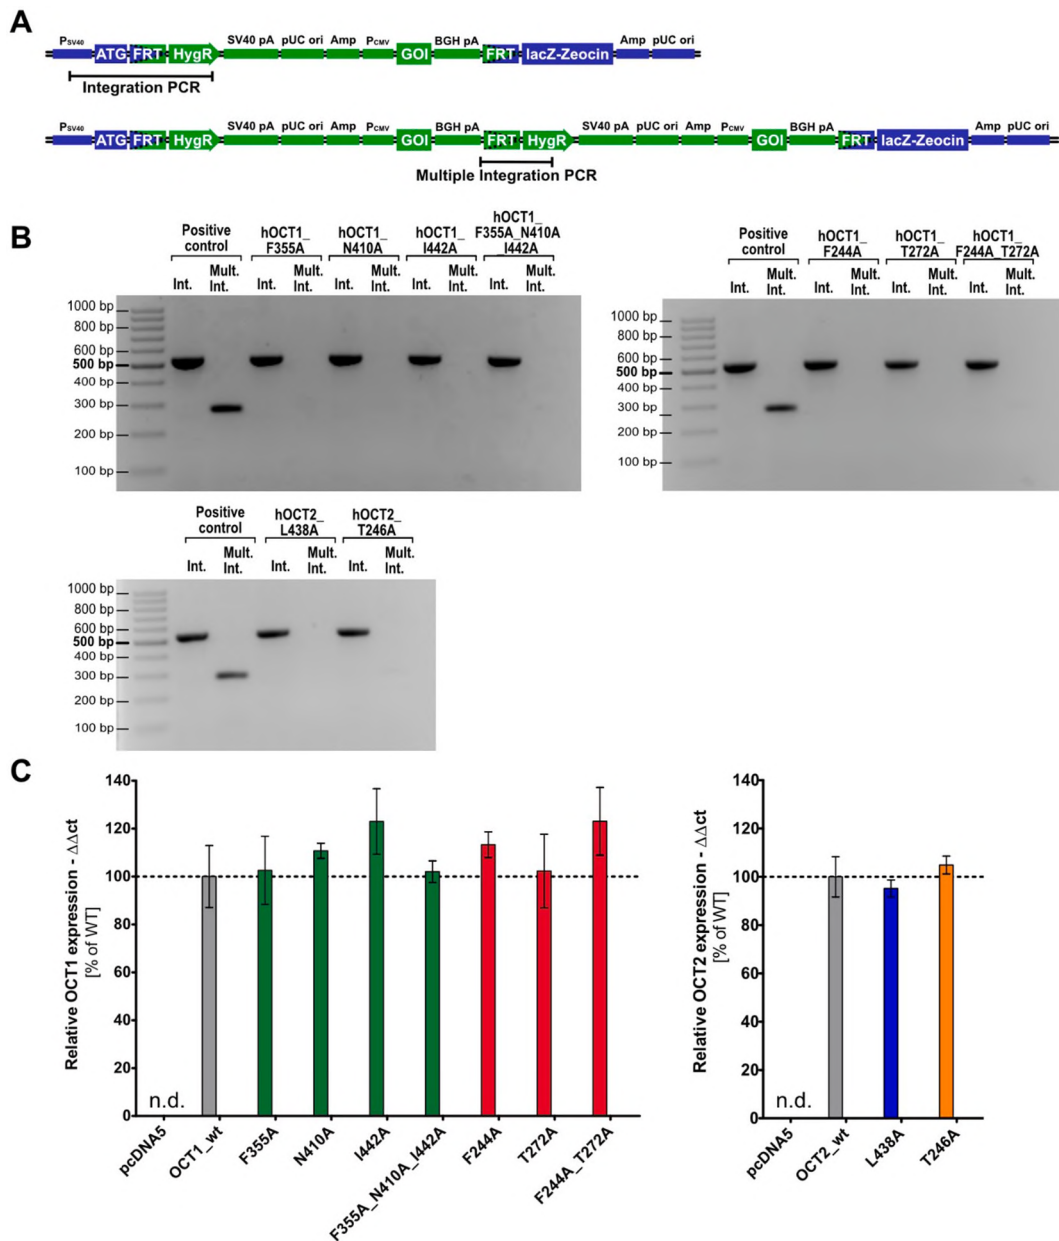 A
PSV40 SV40 pA pUC ori Amp PCMV BGH pA Amp pUC ori
ATG FRT HygR GOI FRT lacZ-Zeocin
Integration PCR
PSV40 SV40 pA pUC ori Amp PCMV BGH pA SV40 pA pUC ori Amp PCMV BGH pA Amp pUC ori
ATG FRT HygR GOI FRT HygR GOI FRT lacZ-Zeocin
Multiple Integration PCR
B
Positive control
hOCT1_ F355A
hOCT1_ N410A
hOCT1_ I442A
hOCT1_ F355A_N410A _I442A
Int. Mult. Int. Int. Mult. Int. Int. Mult. Int. Int. Mult. Int. Int. Mult. Int.
1000 bp
800 bp
600 bp
500 bp
400 bp
300 bp
200 bp
100 bp
Positive control
hOCT1_ F244A
hOCT1_ T272A
hOCT1_ F244A_T272A
Int. Mult. Int. Int. Mult. Int. Int. Mult. Int. Int. Mult. Int.
1000 bp
800 bp
600 bp
500 bp
400 bp
300 bp
200 bp
100 bp
Positive control
hOCT2_ L438A
hOCT2_ T246A
Int. Mult. Int. Int. Mult. Int. Int. Mult. Int.
1000 bp
800 bp
600 bp
500 bp
400 bp
300 bp
200 bp
100 bp
C
Relative OCT1 expression - ΔΔct
[% of WT]
140
120
100
80
60
40
20
0
n.d.
pcDNA5
OCT1_wt
F355A
N410A
I442A
F355A_N410A_I442A
F244A
T272A
F244A_T272A
Relative OCT2 expression - ΔΔct
[% of WT]
140
120
100
80
60
40
20
0
n.d.
pcDNA5
OCT2_wt
L438A
T246A